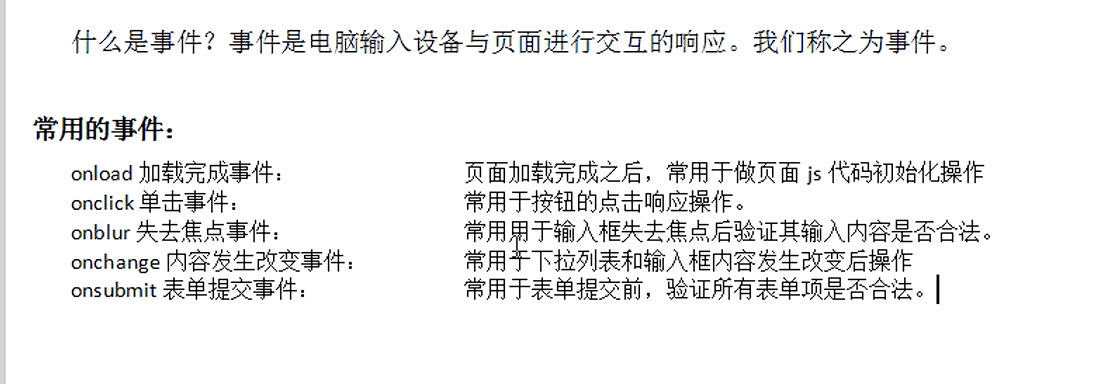 什么是事件？事件是电脑输入设备与页面进行交互的响应。我们称之为事件。
常用的事件：
onload 加载完成事件： 页面加载完成之后，常用于做页面 js 代码初始化操作
onclick 单击事件： 常用于按钮的点击响应操作。
onblur 失去焦点事件： 常用用于输入框失去焦点后验证其输入内容是否合法。
onchange 内容发生改变事件： 常用于下拉列表和输入框内容发生改变后操作
onsubmit 表单提交事件： 常用于表单提交前，验证所有表单项是否合法。